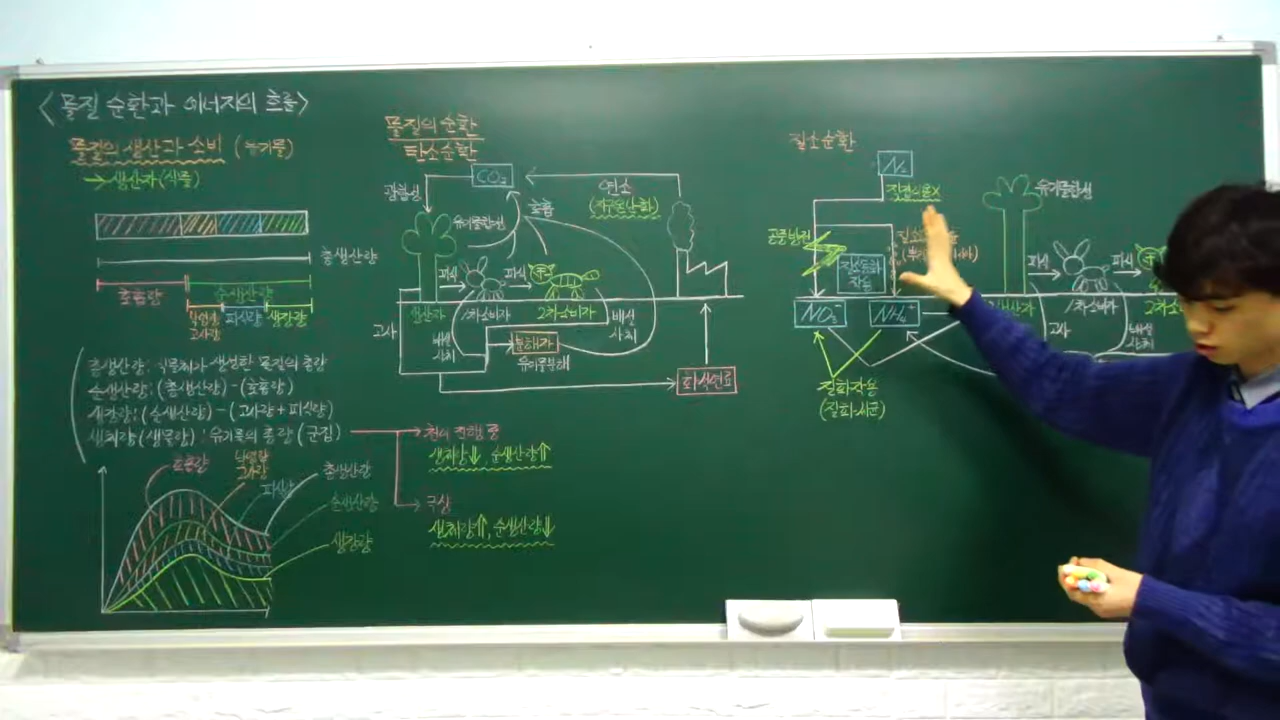 <물질 순환과 에너지의 흐름>
물질의 생산과 소비 (유기물)
→ 생산자 (식물)
총생산량
호흡량
순생산량
낙엽량
고사량
피식량
생장량
총생산량 : 식물체가 생성한 물질의 총량
순생산량: (총생산량) - (호흡량)
생장량: (순생산량) - (고사량 + 피식량)
생체량 (생물량) : 유기물의 총량 (군집)
천이 진행 중
생체량⇓, 순생산량⇑
극상
생체량⇑, 순생산량⇓
호흡량
낙엽량
고사량
피식량
총생산량
순생산량
생장량
물질의 순환
탄소순환
CO₂
광합성
연소
(지구온난화)
호흡
유기물합성
피식
피식
생산자
1차소비자
2차소비자
고사
배설
사체
배설
사체
분해자
유기물분해
화석연료
질소순환
N₂
직접이용X
공중방전
질소동화
작용
NO₃⁻
NH₄⁺
질화작용
(질화세균)
유기물합성
피식
1차소비자
2차소비자
고사
배설
사체